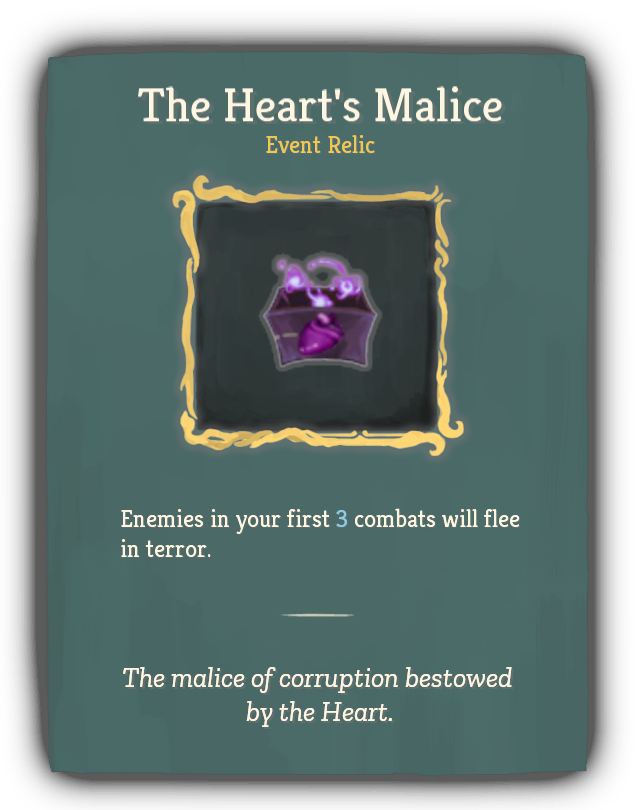 The Heart's Malice
Event Relic
Enemies in your first 3 combats will flee
in terror.
The malice of corruption bestowed
by the Heart.